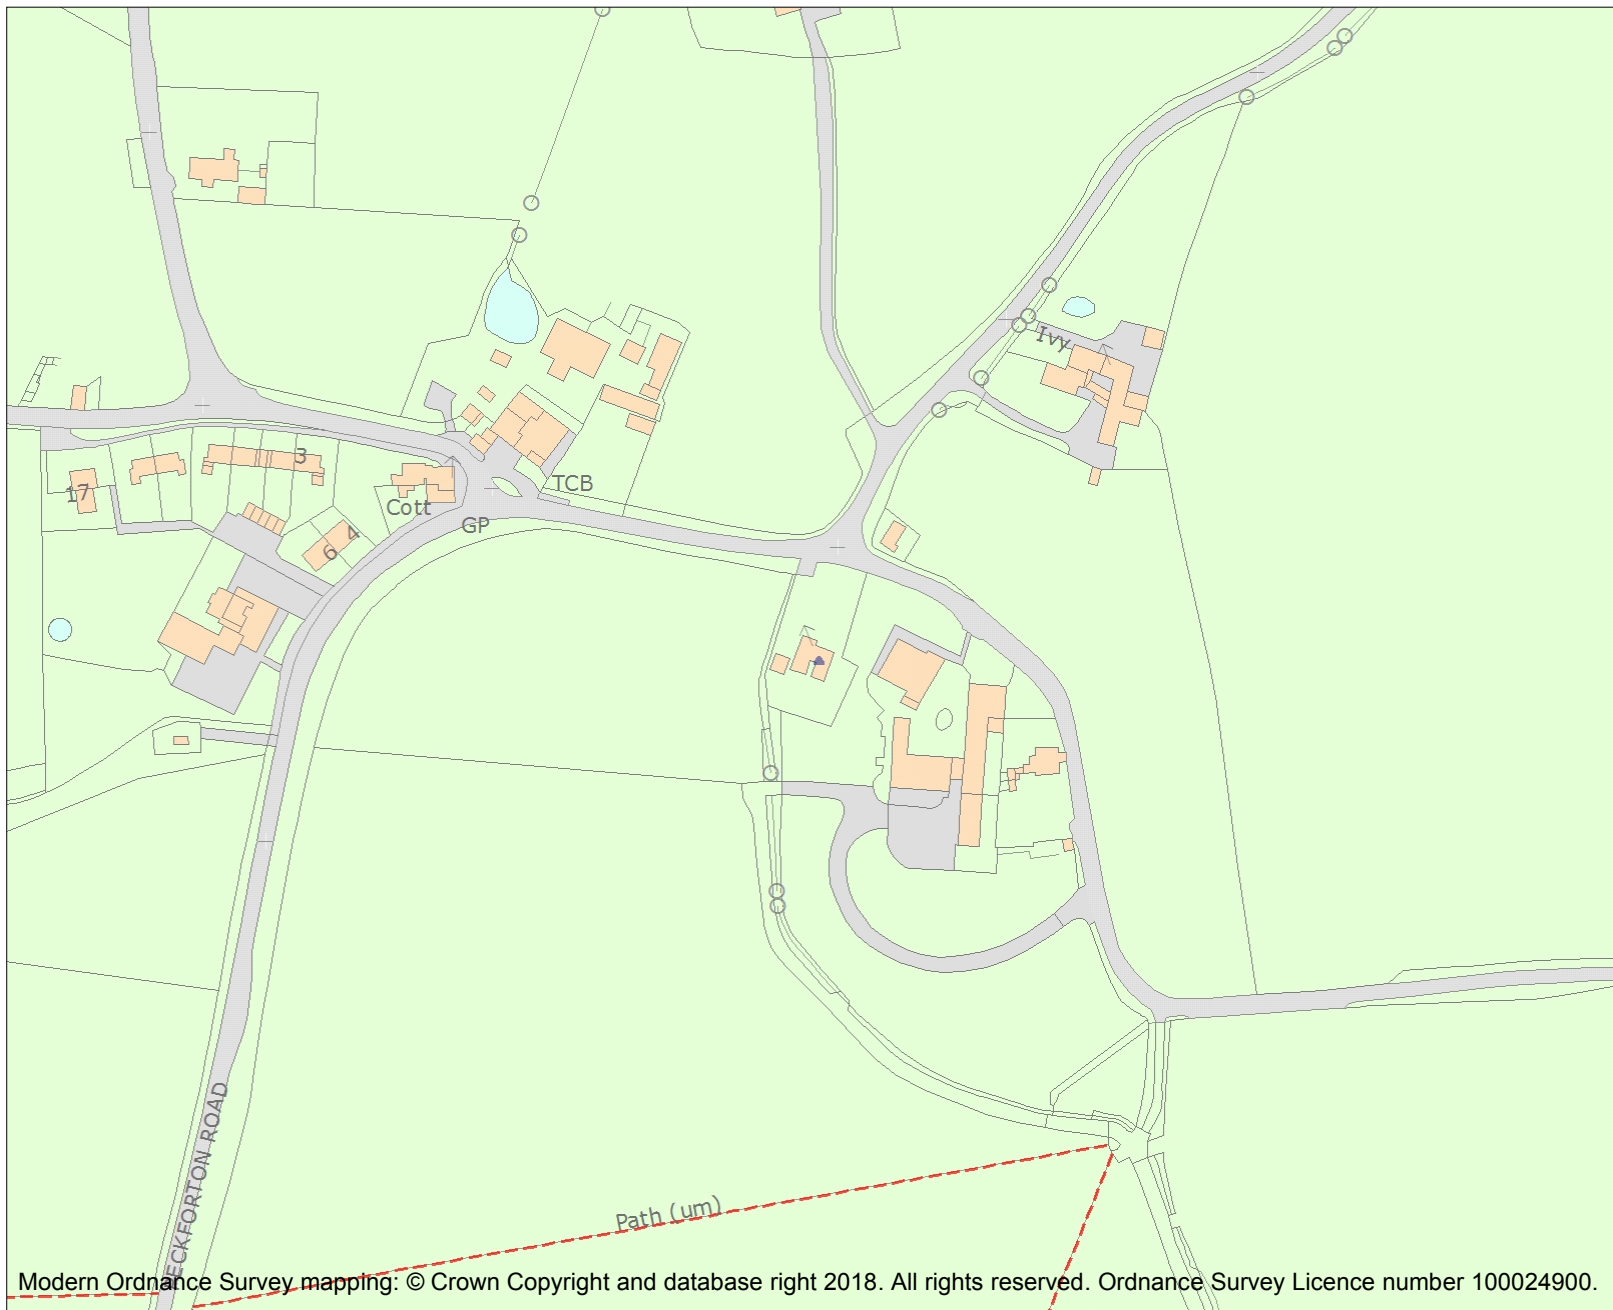 Ivy
3
17
TCB
Cott
GP
4
6
ECKFORTON ROAD
Path (um)
Modern Ordnance Survey mapping: © Crown Copyright and database right 2018. All rights reserved. Ordnance Survey Licence number 100024900.